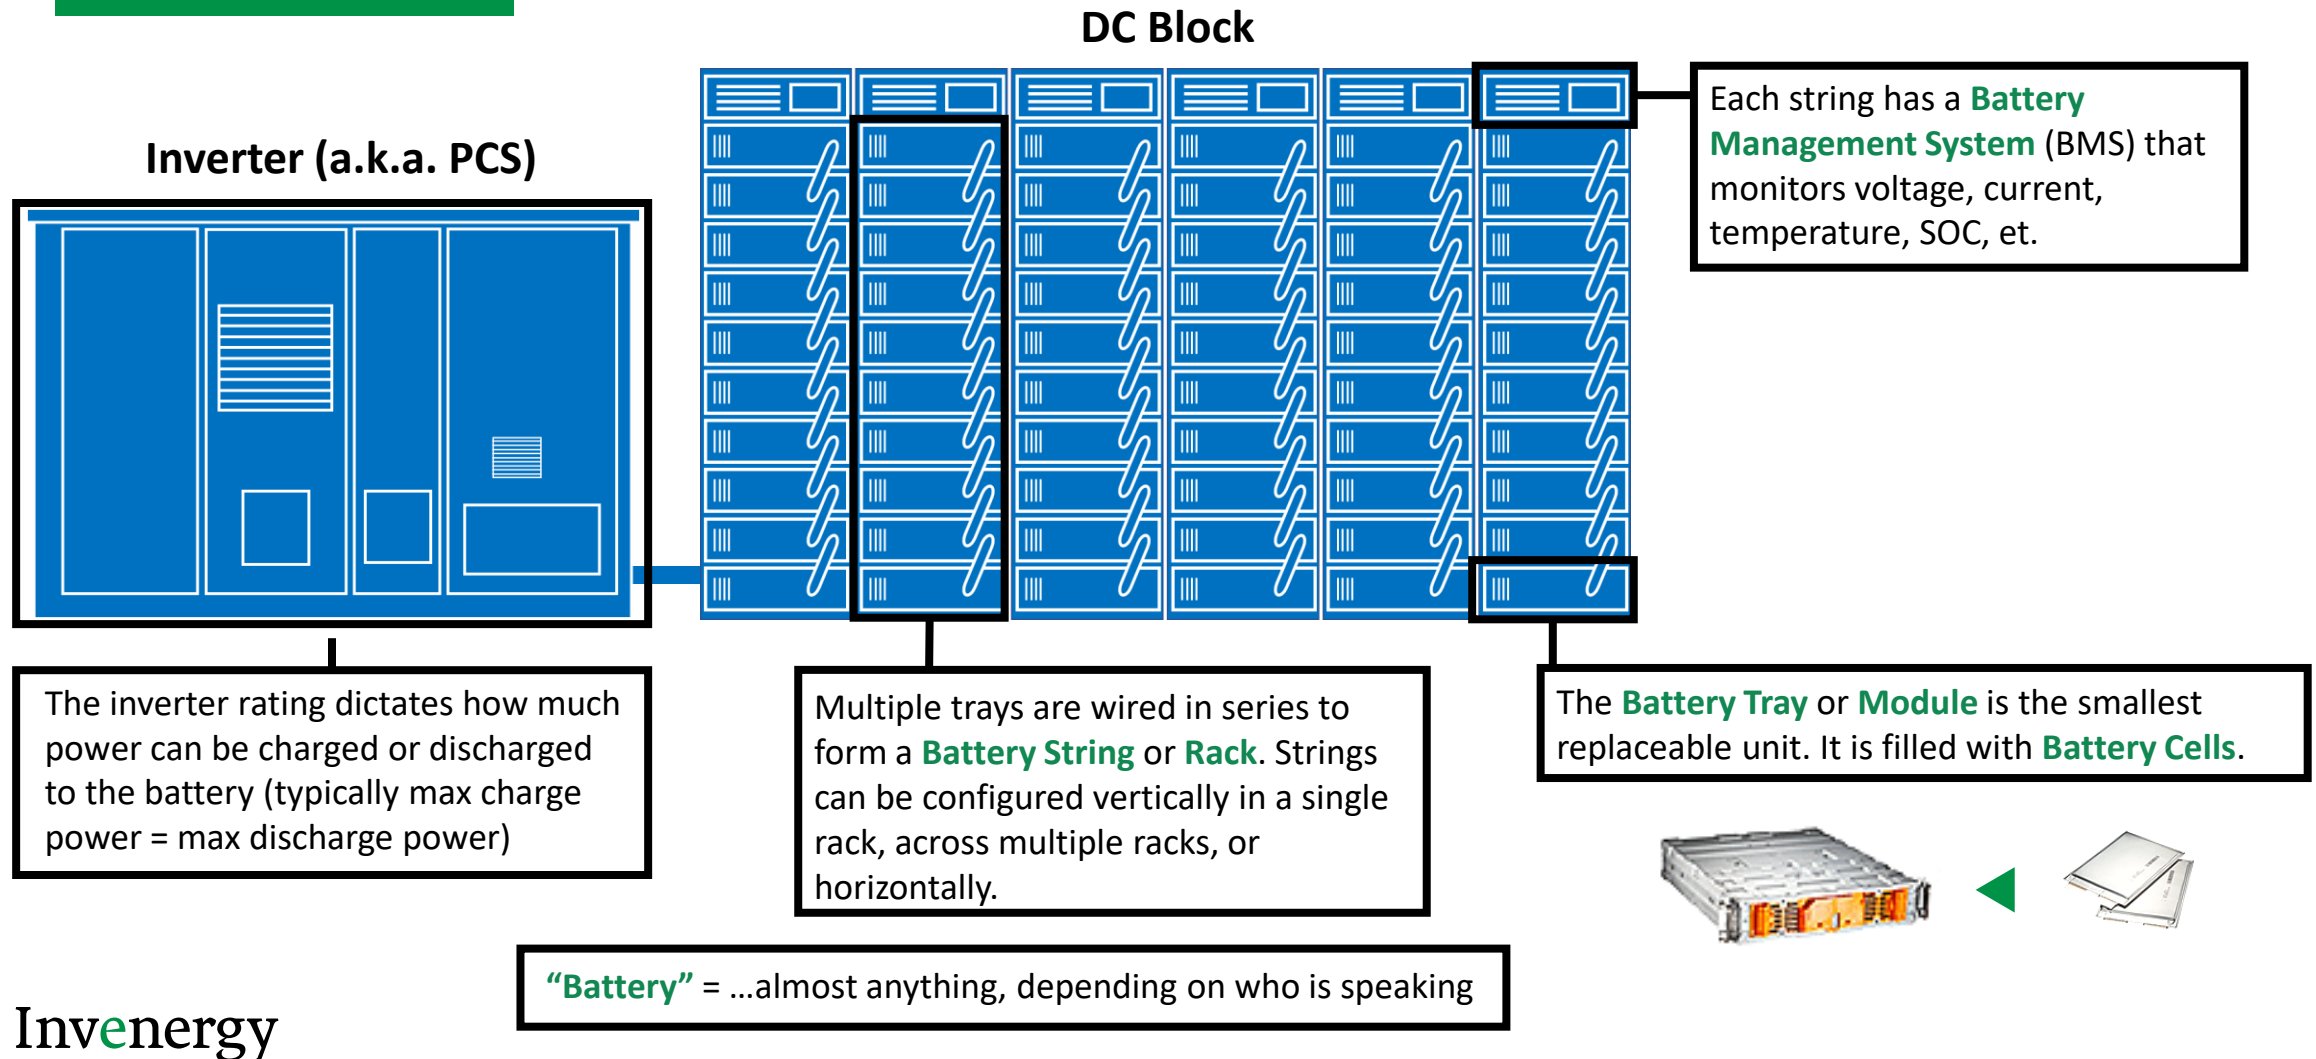 DC Block
Inverter (a.k.a. PCS)
Each string has a Battery
Management System (BMS) that
monitors voltage, current,
temperature, SOC, et.
The inverter rating dictates how much
power can be charged or discharged
to the battery (typically max charge
power = max discharge power)
Multiple trays are wired in series to
form a Battery String or Rack. Strings
can be configured vertically in a single
rack, across multiple racks, or
horizontally.
The Battery Tray or Module is the smallest
replaceable unit. It is filled with Battery Cells.
“Battery” = …almost anything, depending on who is speaking
Invenergy